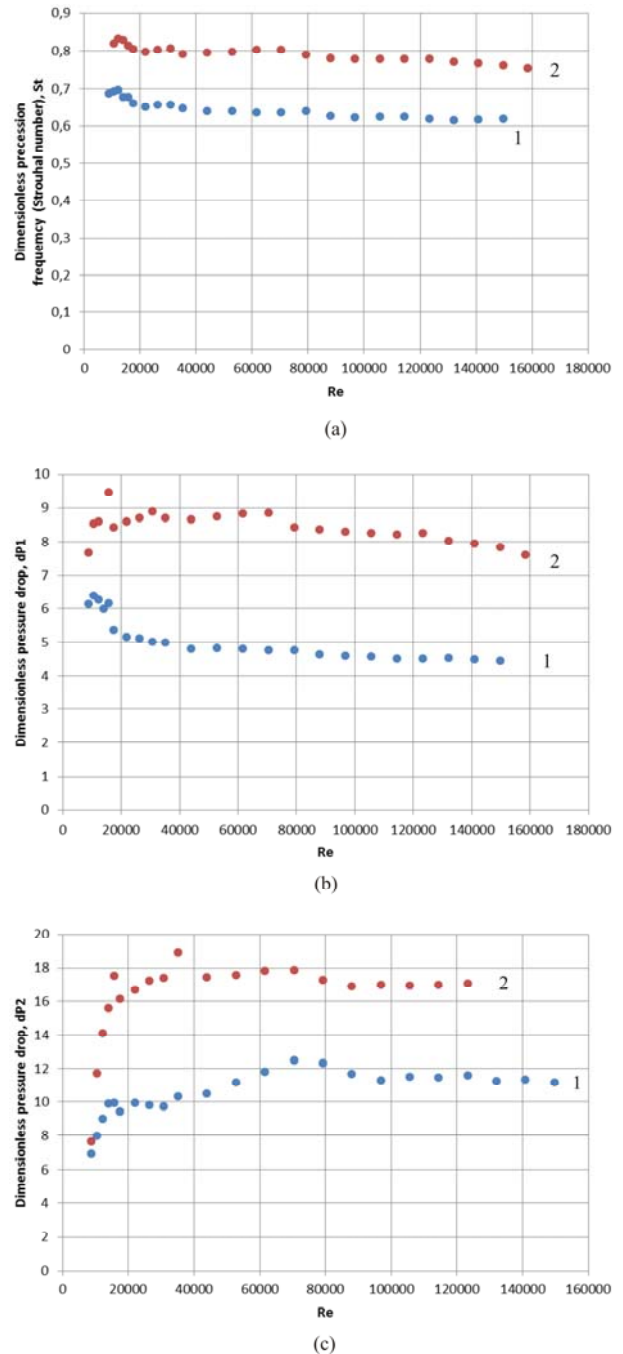 0,9
0,8
0,7
0,6
0,5
0,4
0,3
0,2
0,1
0
Dimensionless precession
frequemcy (Strouhal number), St
2
1
0 20000 40000 60000 80000 100000 120000 140000 160000 180000
Re
(a)
10
9
8
7
6
5
4
3
2
1
0
Dimensionless pressure drop, dP1
2
1
0 20000 40000 60000 80000 100000 120000 140000 160000 180000
Re
(b)
20
18
16
14
12
10
8
6
4
2
0
Dimensionless pressure drop, dP2
2
1
0 20000 40000 60000 80000 100000 120000 140000 160000
Re
(c)